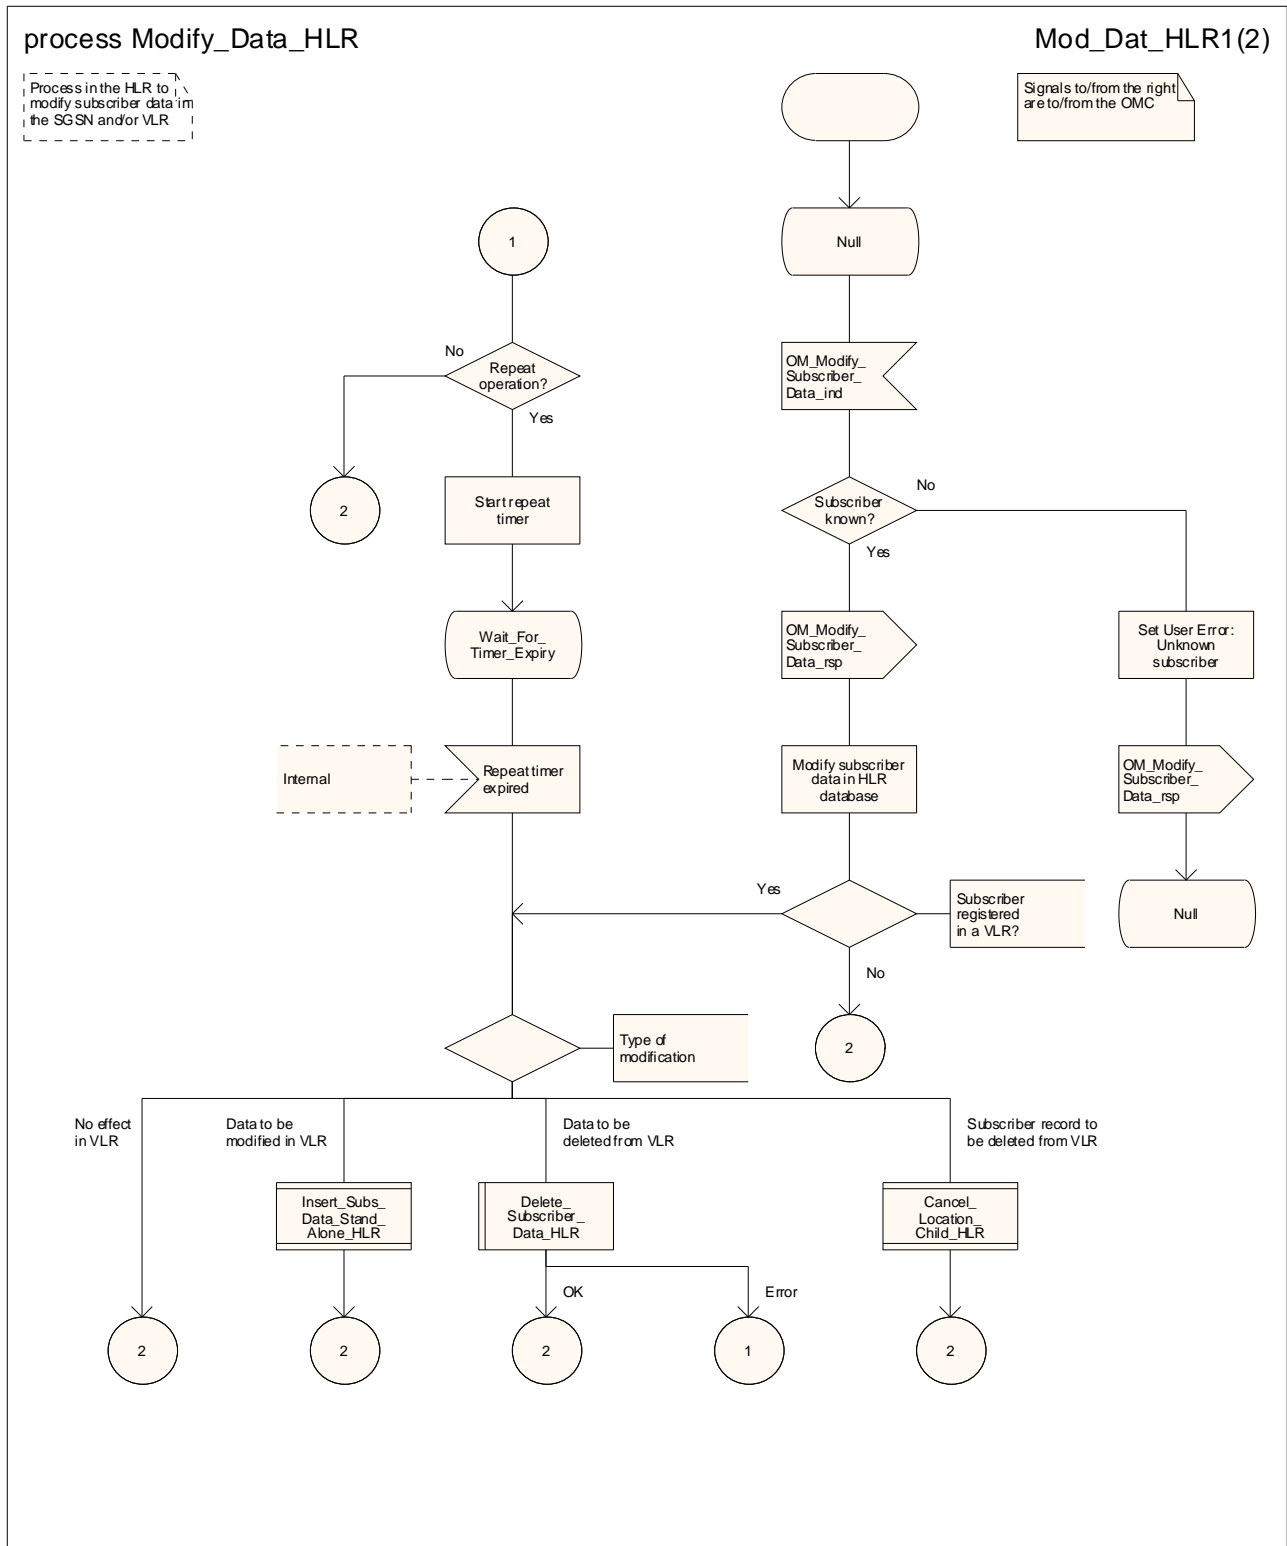 process Modify_Data_HLR
Mod_Dat_HLR1(2)
Process in the HLR to
modify subscriber data in
the SGSN and/or VLR
Signals to/from the right
are to/from the OMC
1
Null
No
Repeat
operation?
Yes
OM_Modify_
Subscriber_
Data_ind
2
Start repeat
timer
Subscriber
known?
No
Yes
Wait_For_
Timer_Expiry
OM_Modify_
Subscriber_
Data_rsp
Set User Error:
Unknown
subscriber
Internal
Repeat timer
expired
Modify subscriber
data in HLR
database
OM_Modify_
Subscriber_
Data_rsp
Yes
Subscriber
registered
in a VLR?
Null
No
Type of
modification
2
No effect
in VLR
Data to be
modified in VLR
Data to be
deleted from VLR
Subscriber record to
be deleted from VLR
Insert_Subs_
Data_Stand_
Alone_HLR
Delete_
Subscriber_
Data_HLR
Cancel_
Location_
Child_HLR
OK
Error
2
2
2
1
2